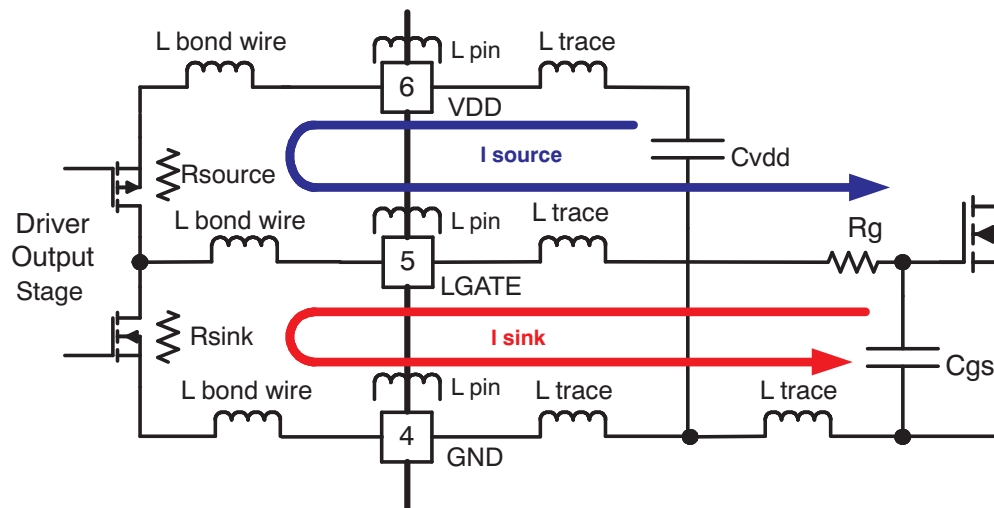 L bond wire
L pin
L trace
6
VDD
I source
Cvdd
Rsource
L bond wire
L pin
L trace
Rg
Driver
Output
Stage
5
LGATE
Rsink
I sink
L bond wire
L pin
L trace
L trace
Cgs
4
GND